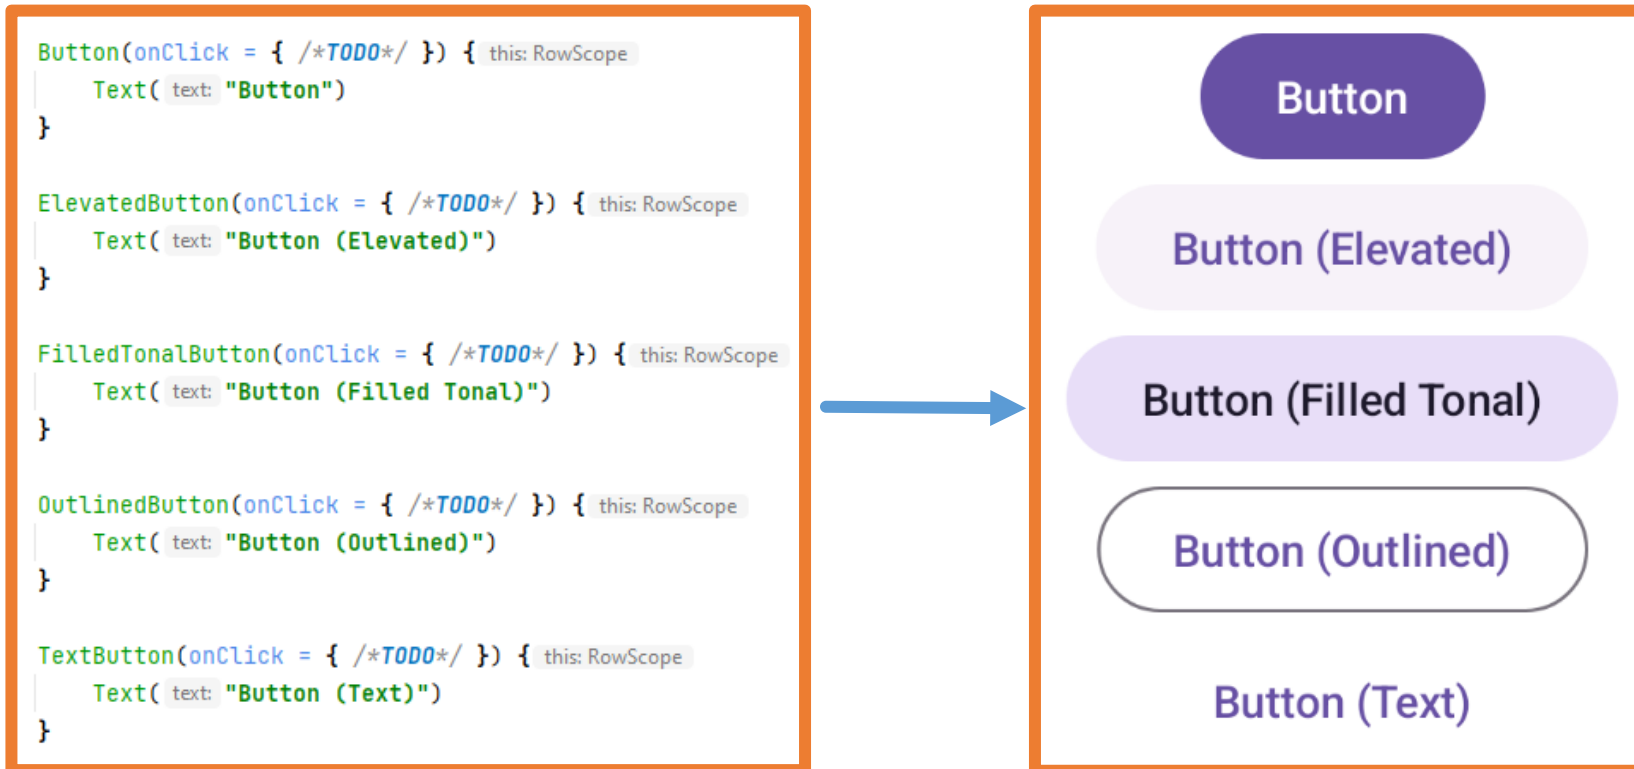 Button(onClick = { /*TODO*/ }) { this: RowScope
Text( text: "Button")
}
ElevatedButton(onClick = { /*TODO*/ }) { this: RowScope
Text( text: "Button (Elevated)")
}
FilledTonalButton(onClick = { /*TODO*/ }) { this: RowScope
Text( text: "Button (Filled Tonal)")
}
OutlinedButton(onClick = { /*TODO*/ }) { this: RowScope
Text( text: "Button (Outlined)")
}
TextButton(onClick = { /*TODO*/ }) { this: RowScope
Text( text: "Button (Text)")
}
Button
Button (Elevated)
Button (Filled Tonal)
Button (Outlined)
Button (Text)